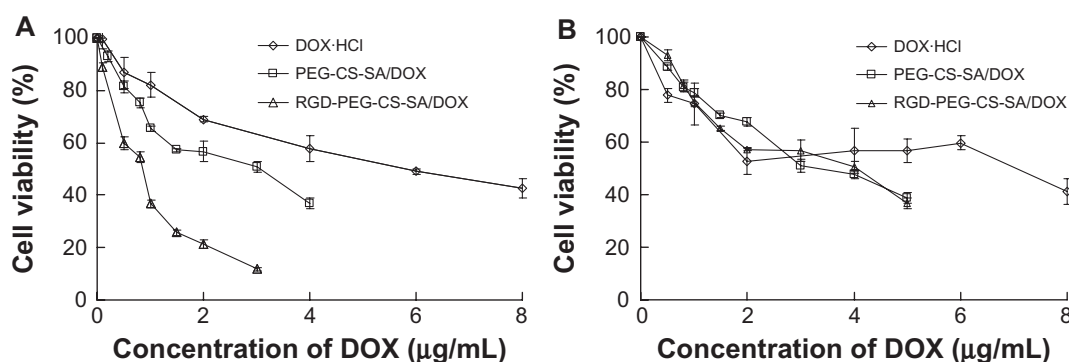 A
Cell viability (%)
100
80
60
40
20
0
0 2 4 6 8
Concentration of DOX (μg/mL)
DOX·HCl
PEG-CS-SA/DOX
RGD-PEG-CS-SA/DOX
B
Cell viability (%)
100
80
60
40
20
0
0 2 4 6 8
Concentration of DOX (μg/mL)
DOX·HCl
PEG-CS-SA/DOX
RGD-PEG-CS-SA/DOX